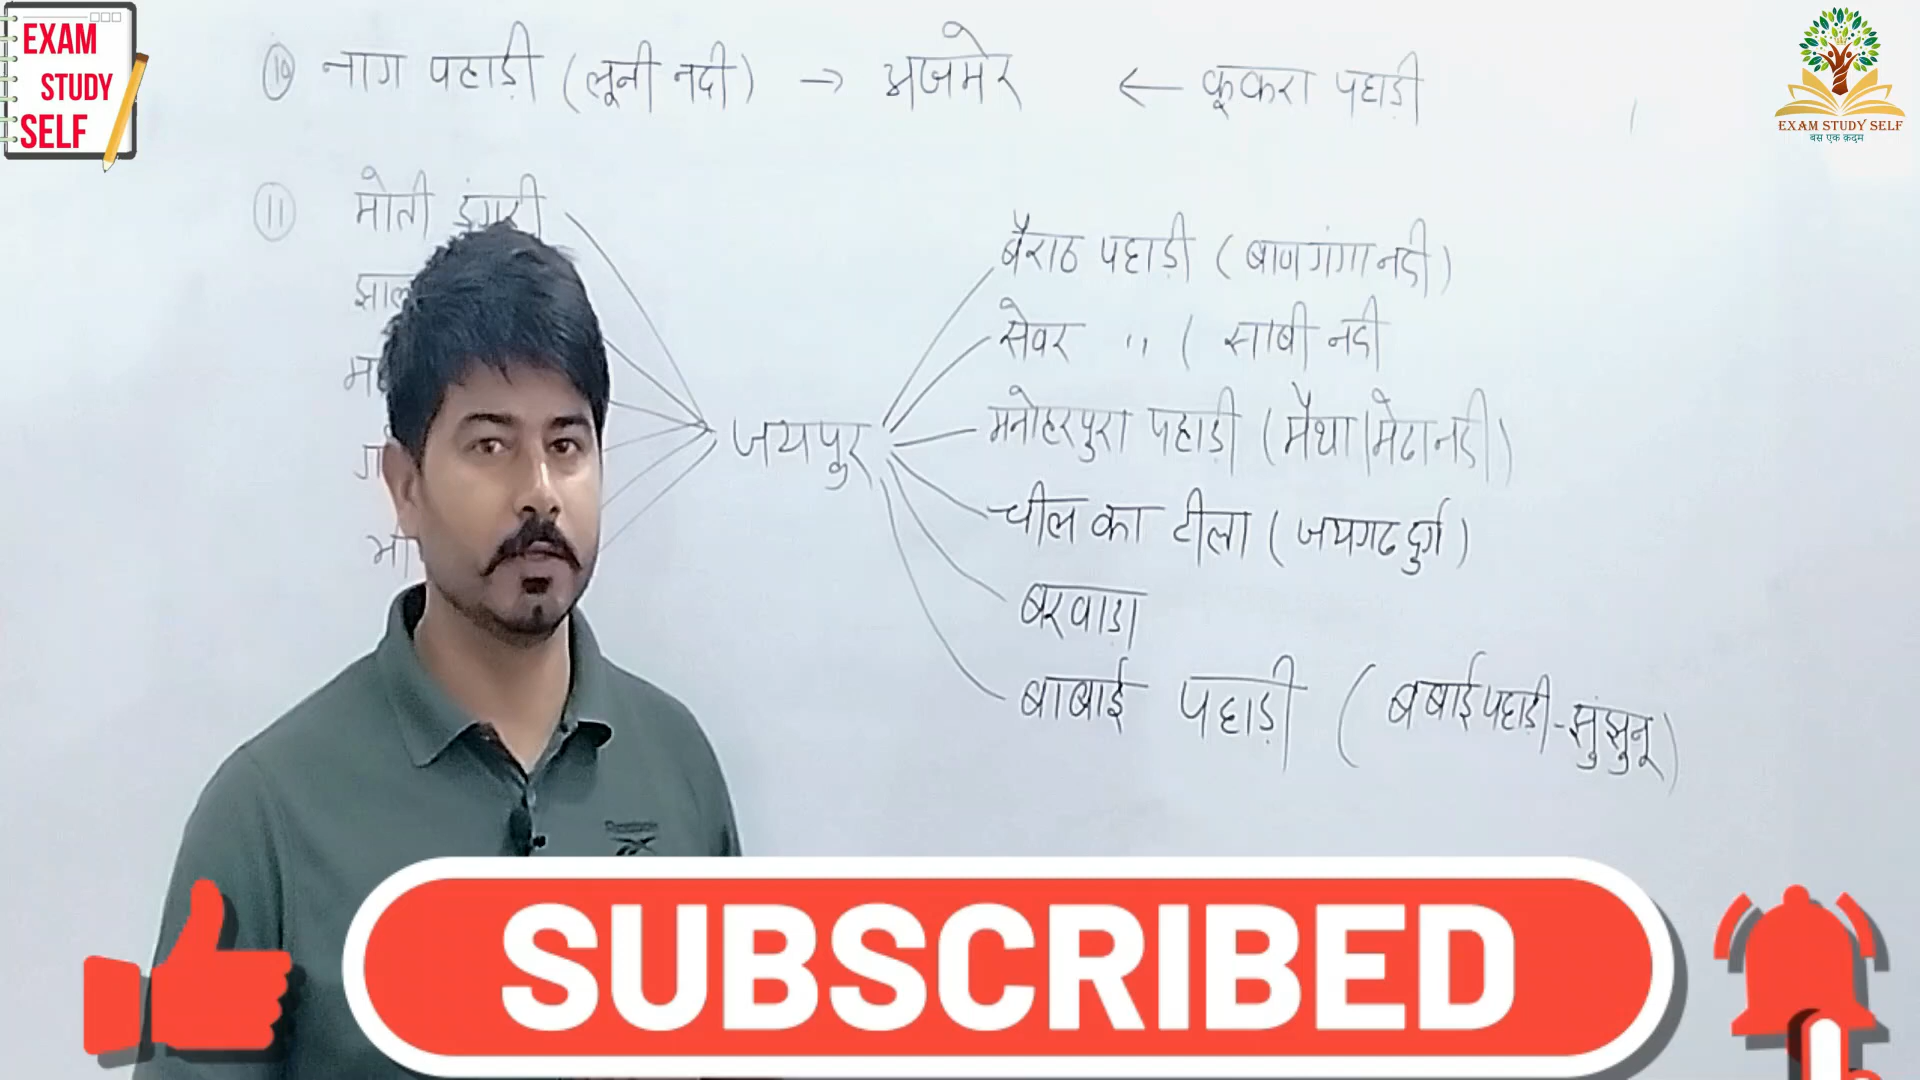 EXAM
STUDY
SELF
10 नाग पहाड़ी (लूनी नदी) → अजमेर ← कूकरा पहाडी
EXAM STUDY SELF
बस एक क़दम
11 मोती डूंगरी
जयपुर
बैराठ पहाड़ी (बाणगंगा नदी)
सेवर " ( साबी नदी
मनोहरपुरा पहाड़ी (मैंथा|मेढा नदी)
चील का टीला (जयगढ दुर्ग)
बरवाडा
बाबाई पहाड़ी (बबाई पहाड़ी-झुंझुनू)
SUBSCRIBED